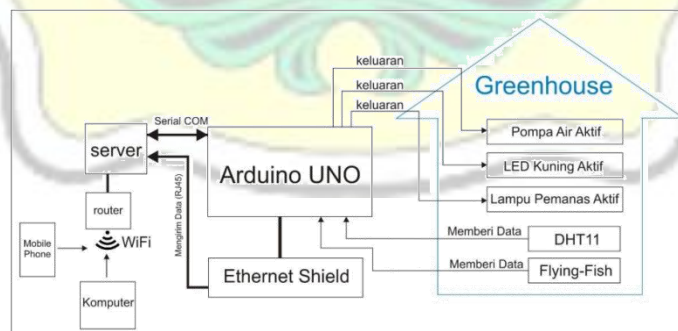 keluaran
keluaran
keluaran
Greenhouse
Serial COM
server
Arduino UNO
Pompa Air Aktif
LED Kuning Aktif
Lampu Pemanas Aktif
Mengirim Data (RJ45)
router
WiFi
Mobile
Phone
Komputer
Ethernet Shield
Memberi Data
DHT11
Memberi Data
Flying-Fish